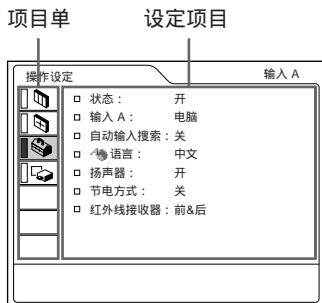 项目单 设定项目
操作设定 输入 A
状态： 开
输入 A： 电脑
自动输入搜索：关
语言： 中文
扬声器： 开
节电方式： 关
红外线接收器：前&后